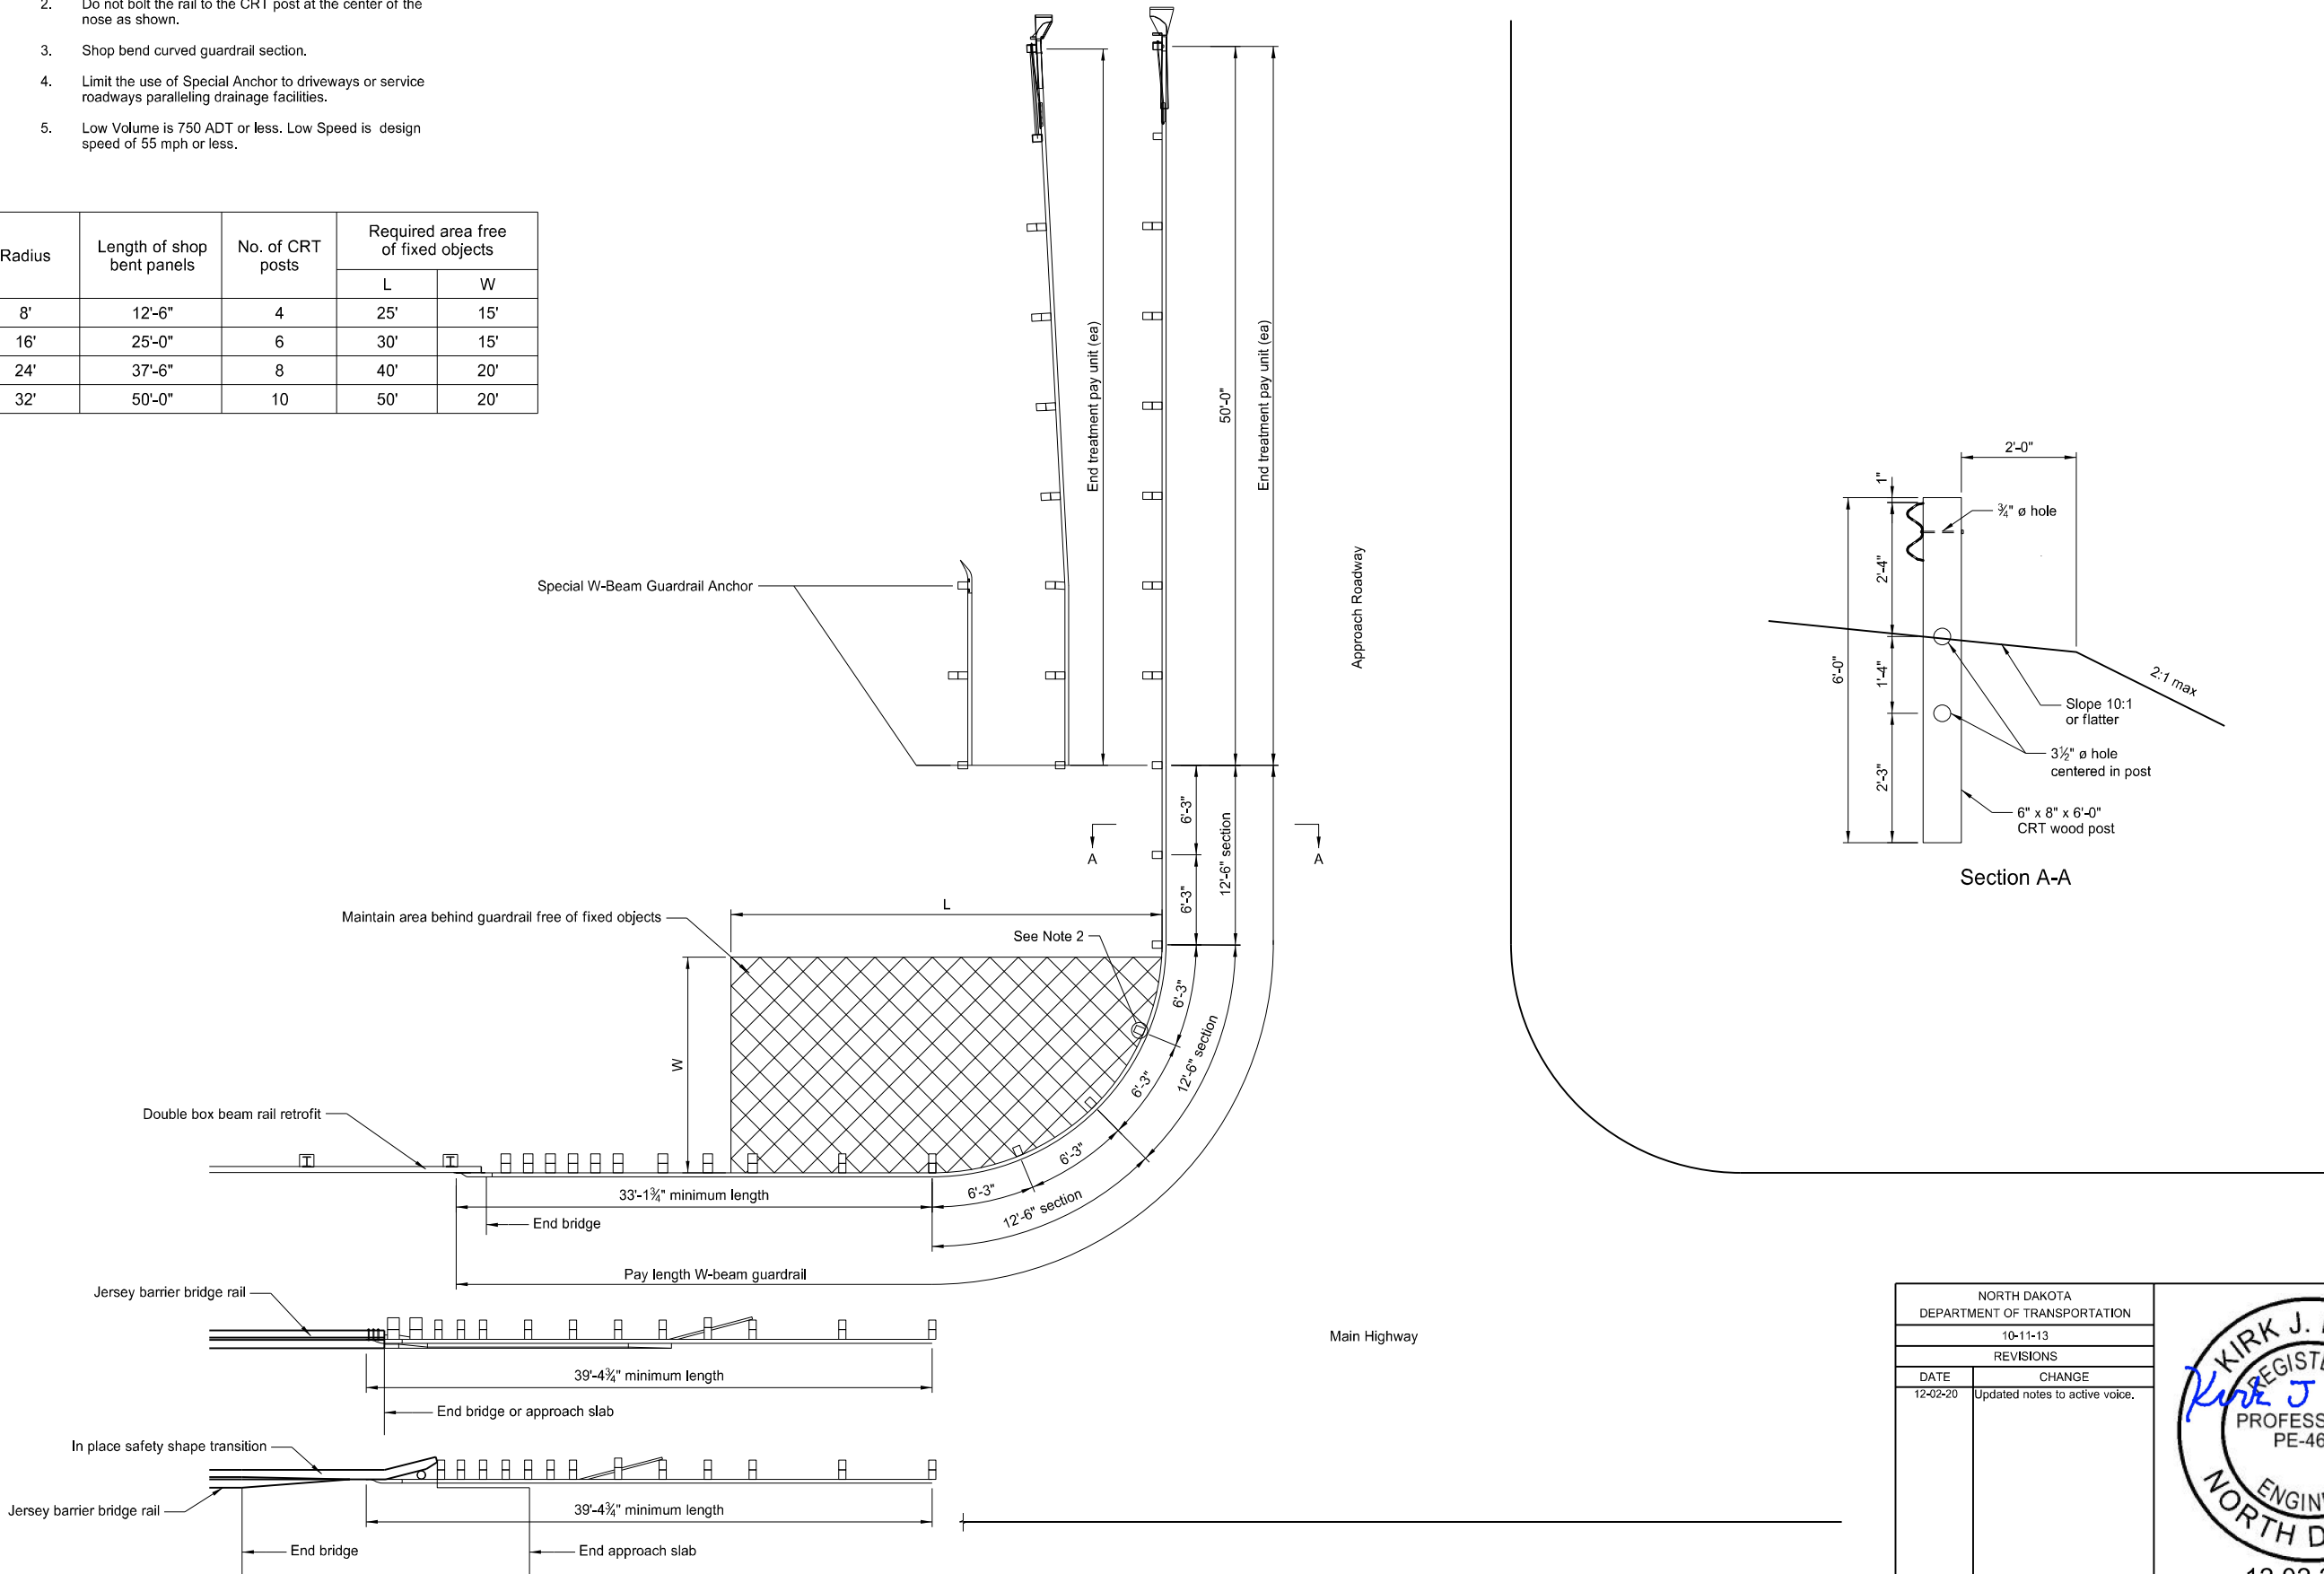 2. Do not bolt the rail to the CRT post at the center of the
nose as shown.
3. Shop bend curved guardrail section.
4. Limit the use of Special Anchor to driveways or service
roadways paralleling drainage facilities.
5. Low Volume is 750 ADT or less. Low Speed is design
speed of 55 mph or less.
Radius
Length of shop
bent panels
No. of CRT
posts
Required area free
of fixed objects
L W
8' 12'-6" 4 25' 15'
16' 25'-0" 6 30' 15'
24' 37'-6" 8 40' 20'
32' 50'-0" 10 50' 20'
End treatment pay unit (ea)
50'-0"
End treatment pay unit (ea)
Approach Roadway
Special W-Beam Guardrail Anchor
6'-3"
6'-3"
12'-6" section
A A
Maintain area behind guardrail free of fixed objects
L
See Note 2
W
6'-3"
6'-3"
12'-6" section
6'-3"
6'-3"
12'-6" section
Double box beam rail retrofit
33'-1¾" minimum length
End bridge
Pay length W-beam guardrail
Jersey barrier bridge rail
39'-4¾" minimum length
End bridge or approach slab
In place safety shape transition
Jersey barrier bridge rail
39'-4¾" minimum length
End bridge
End approach slab
Main Highway
2'-0"
1"
¾" ø hole
2'-4"
6'-0"
1'-4"
2:1 max
Slope 10:1
or flatter
3½" ø hole
centered in post
2'-3"
6" x 8" x 6'-0"
CRT wood post
Section A-A
NORTH DAKOTA
DEPARTMENT OF TRANSPORTATION
10-11-13
REVISIONS
DATE CHANGE
12-02-20 Updated notes to active voice.
KIRK J.
Kirk J
PE-46
NORTH